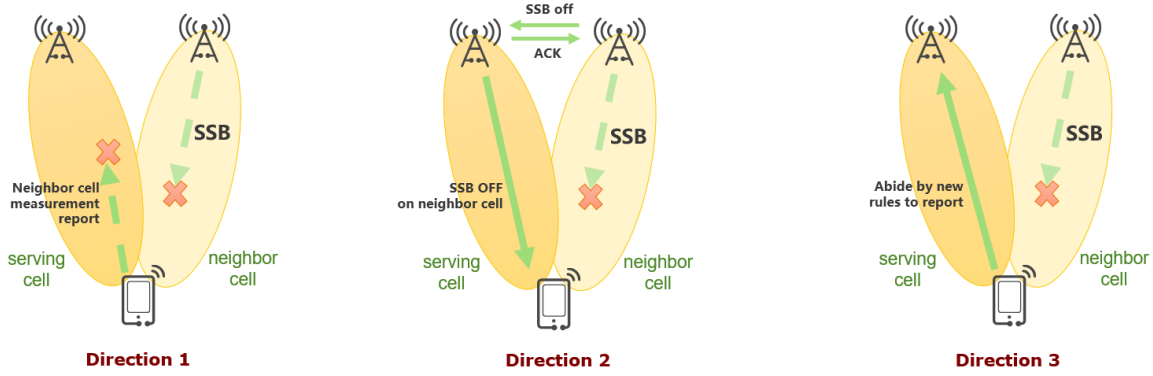 SSB
Neighbor cell
measurement
report
serving
cell
neighbor
cell
Direction 1
SSB off
ACK
SSB
SSB OFF
on neighbor cell
serving
cell
neighbor
cell
Direction 2
SSB
Abide by new
rules to report
serving
cell
neighbor
cell
Direction 3